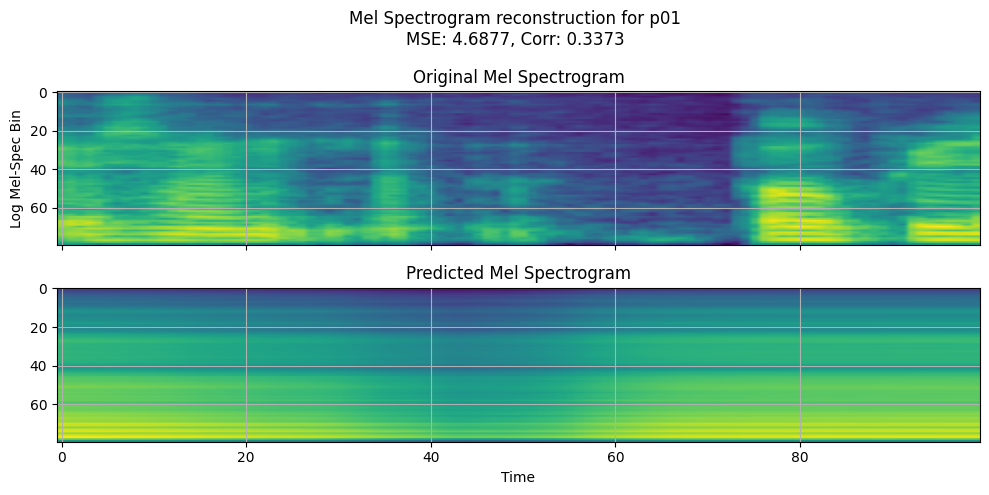 Mel Spectrogram reconstruction for p01
MSE: 4.6877, Corr: 0.3373
Original Mel Spectrogram
Log Mel-Spec Bin
0
20
40
60
Predicted Mel Spectrogram
0
20
40
60
0 20 40 60 80
Time